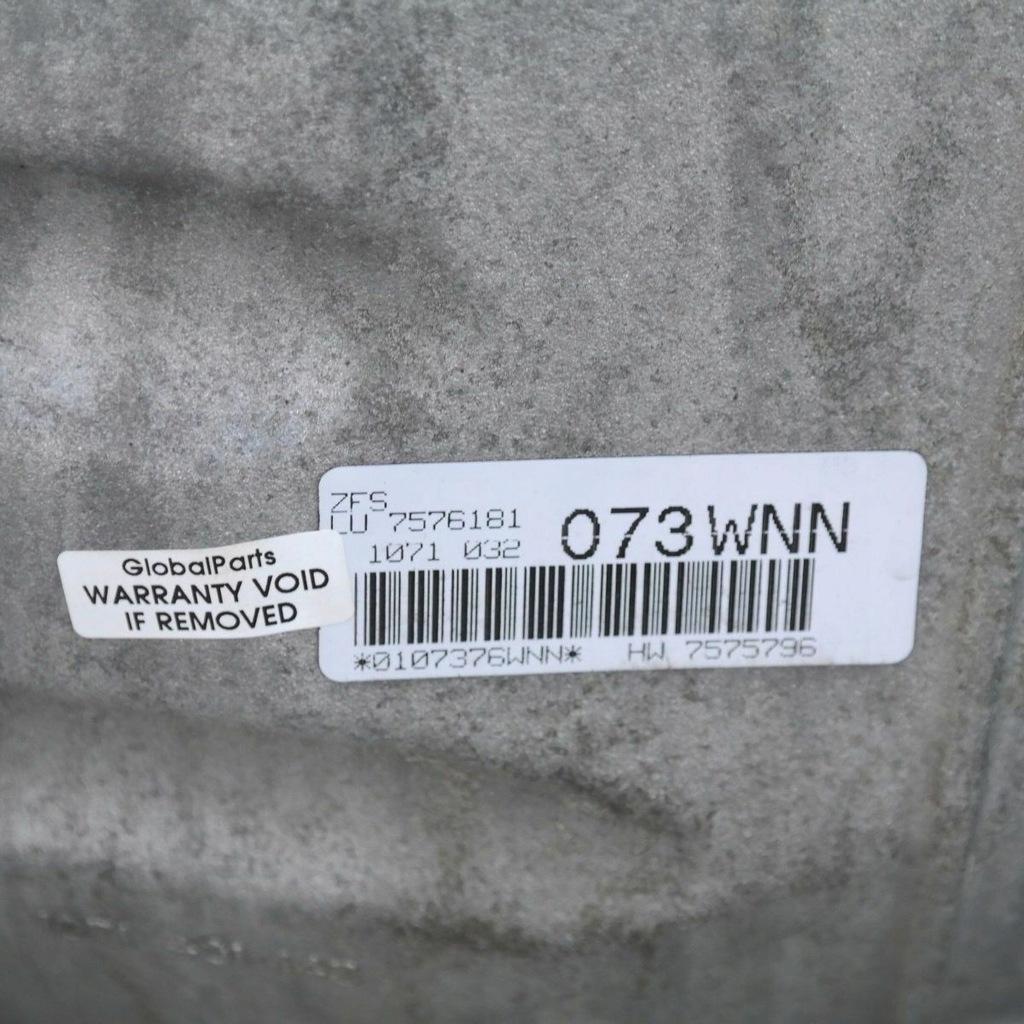 ZFS
LU 7576181
1071 032
073WNN
*0107376WNN* HW 7575796
GlobalParts
WARRANTY VOID
IF REMOVED